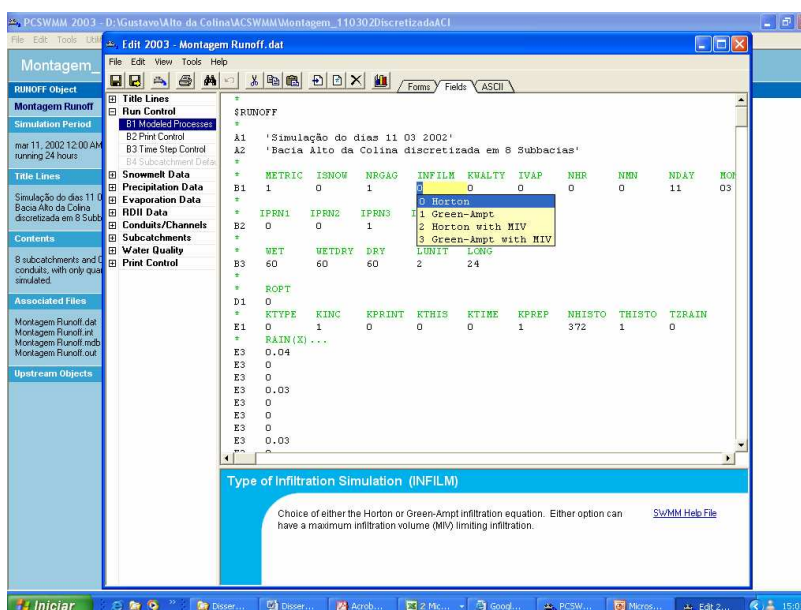 PCSWMM 2003 - D:\Gustavo\Alto da Colina\ACSWMM\Montagem_110302DiscretizadaACI
File Edit Tools
Montagem_
RUNOFF Object
Montagem Runoff
Simulation Period
mar 11, 2002 12:00 AM
running 24 hours
Title Lines
Simulação do dias 11 0
Bacia Alto da Colina
discretizada em 8 Subb
Contents
8 subcatchments and
conduits, with only qua
simulated.
Associated Files
Montagem Runoff.dat
Montagem Runoff.int
Montagem Runoff.mdb
Montagem Runoff.out
Upstream Objects
Edit 2003 - Montagem Runoff.dat
File Edit View Tools Help
Forms Fields ASCII
Title Lines
Run Control
B1 Modeled Processes
B2 Print Control
B3 Time Step Control
B4 Subcatchment Defa
Snowmelt Data
Precipitation Data
Evaporation Data
RDII Data
Conduits/Channels
Subcatchments
Water Quality
Print Control
*
$RUNOFF
*
A1 'Simulação do dias 11 03 2002'
A2 'Bacia Alto da Colina discretizada em 8 Subbacias'
* METRIC ISNOW NRGAG INFILM KWALTY IVAP NHR NMN NDAY MON
B1 1 0 1 0 0 0 0 0 11 03
0 Horton
1 Green-Ampt
2 Horton with MIV
3 Green-Ampt with MIV
* IPRN1 IPRN2 IPRN3
B2 0 0 1
* WET WETDRY DRY LUNIT LONG
B3 60 60 60 2 24
* ROPT
D1 0
* KTYPE KINC KPRINT KTHIS KTIME KPREP NHISTO THISTO TZRAIN
E1 0 1 0 0 0 1 372 1 0
* RAIN(X)...
E3 0.04
E3 0
E3 0
E3 0.03
E3 0
E3 0
E3 0
E3 0.03
Type of Infiltration Simulation (INFILM)
Choice of either the Horton or Green-Ampt infiltration equation. Either option can
have a maximum infiltration volume (MIV) limiting infiltration.
SWMM Help File
Iniciar Disser... Disser... Acrob... 2 Mic... Googl... PCSW... Micros... Edit 2... 15:0